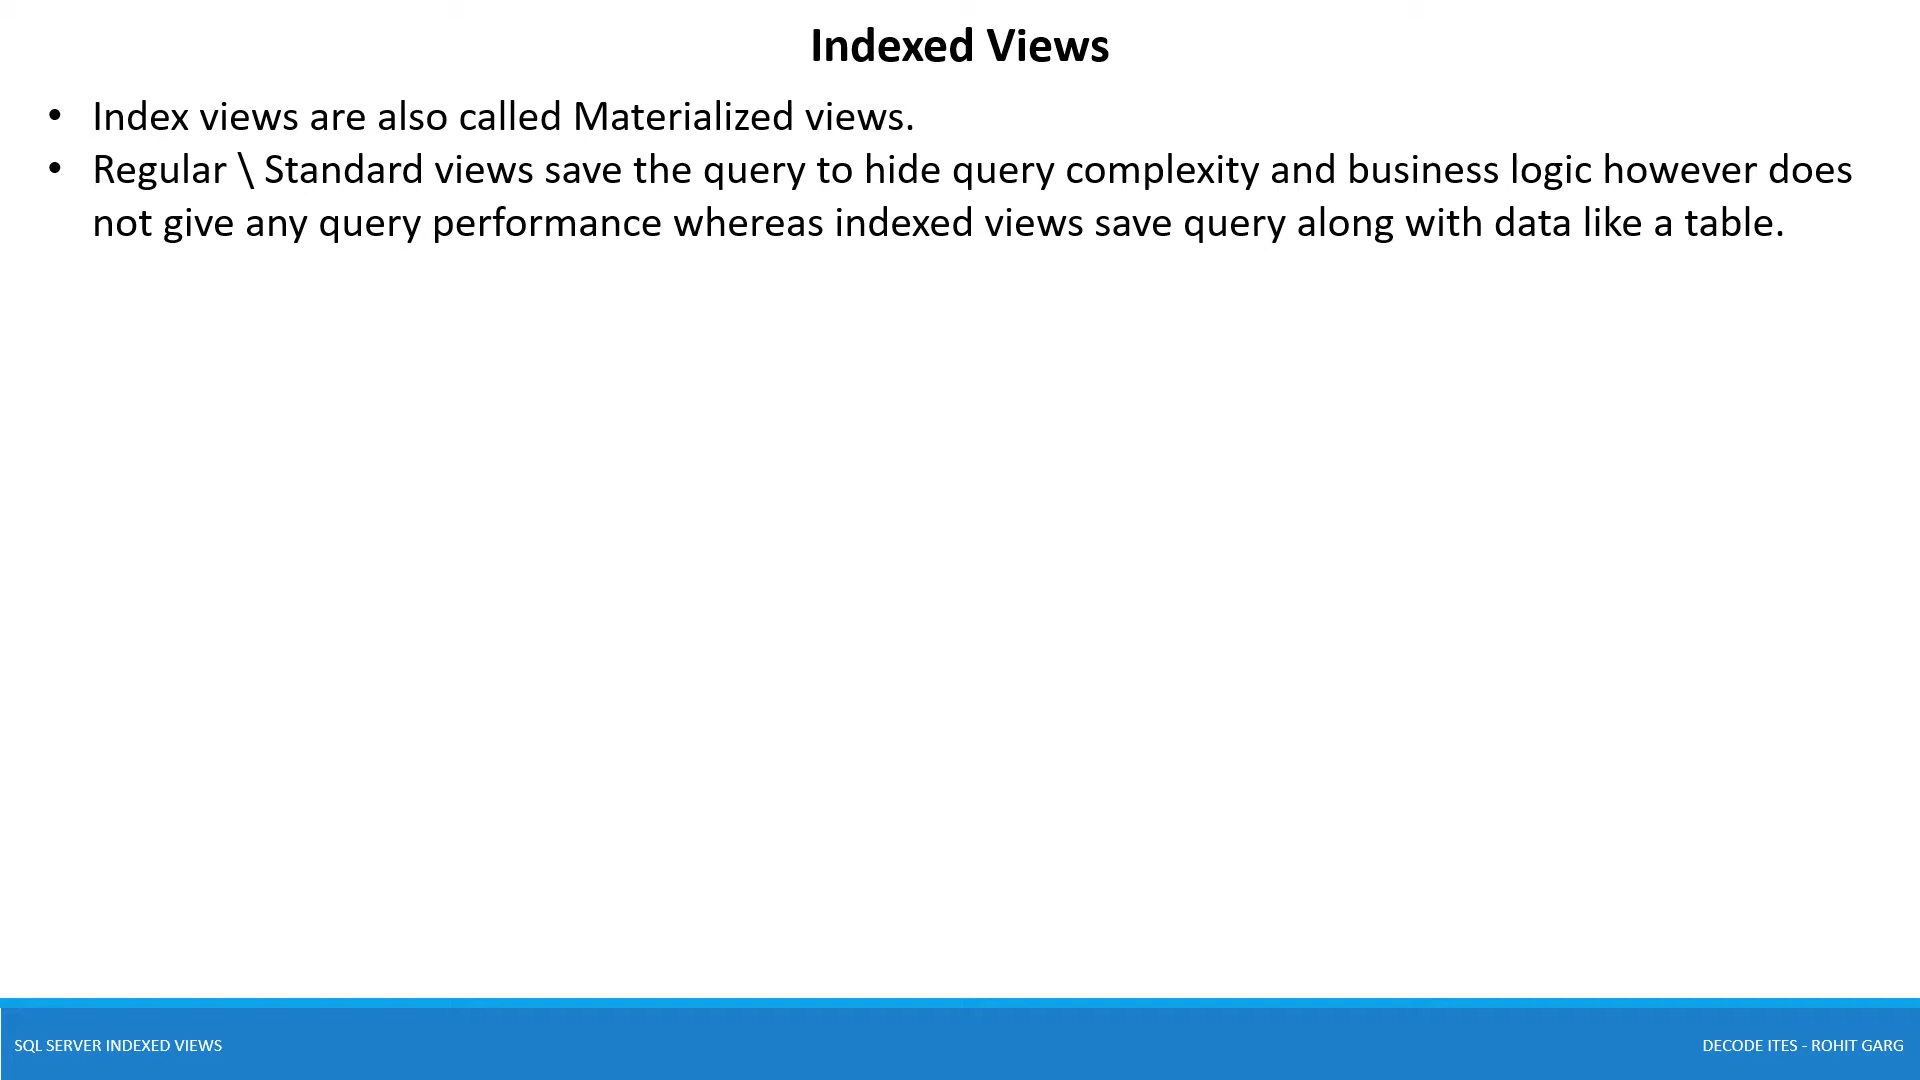 Indexed Views
• Index views are also called Materialized views.
• Regular \ Standard views save the query to hide query complexity and business logic however does
not give any query performance whereas indexed views save query along with data like a table.
SQL SERVER INDEXED VIEWS
DECODE ITES - ROHIT GARG